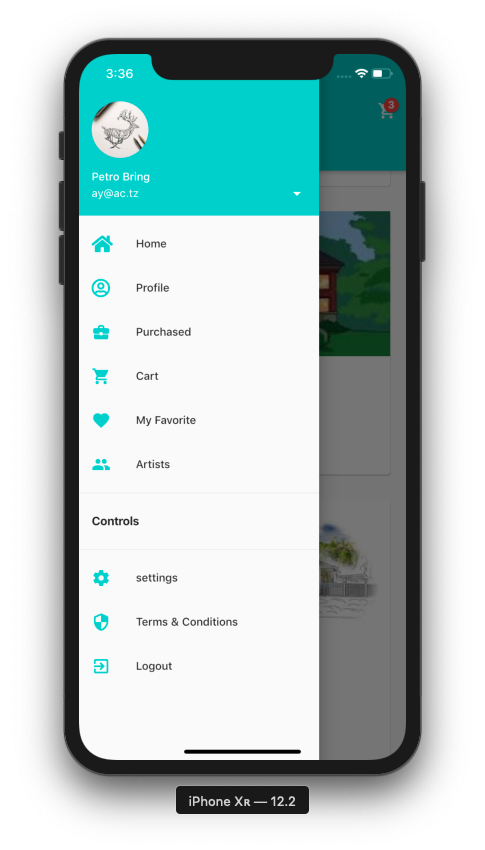 3:36
3
Petro Bring
ay@ac.tz
Home
Profile
Purchased
Cart
My Favorite
Artists
Controls
settings
Terms & Conditions
Logout
iPhone Xʀ — 12.2